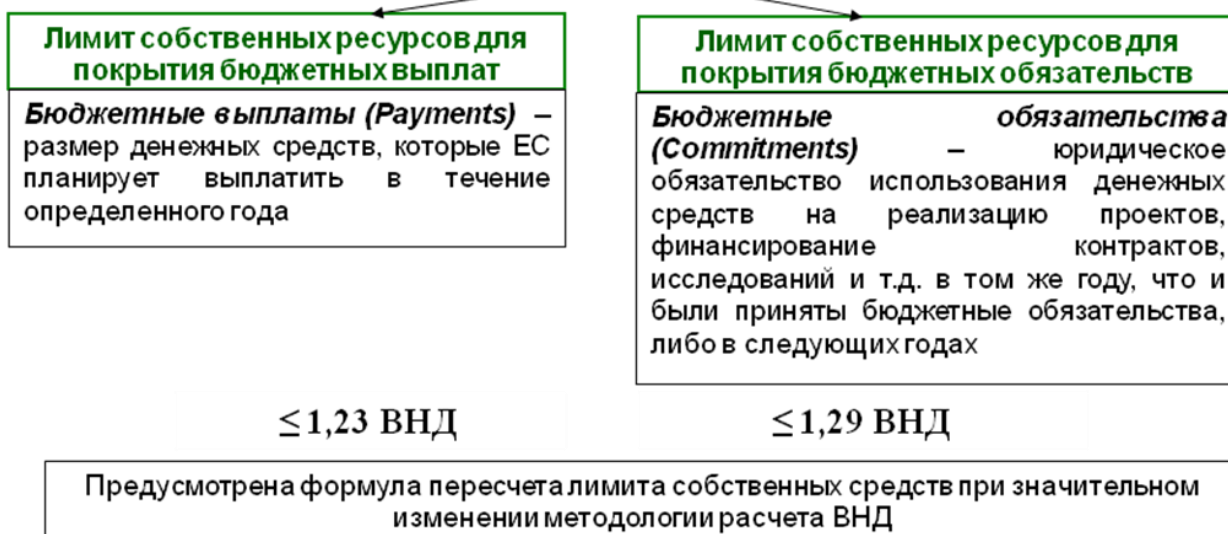 Лимит собственных ресурсов для
покрытия бюджетных выплат
Бюджетные выплаты (Payments) –
размер денежных средств, которые ЕС
планирует выплатить в течение
определенного года
Лимит собственных ресурсов для
покрытия бюджетных обязательств
Бюджетные обязательства
(Commitments) – юридическое
обязательство использования денежных
средств на реализацию проектов,
финансирование контрактов,
исследований и т.д. в том же году, что и
были приняты бюджетные обязательства,
либо в следующих годах
≤1,23 ВНД
≤1,29 ВНД
Предусмотрена формула пересчета лимита собственных средств при значительном
изменении методологии расчета ВНД